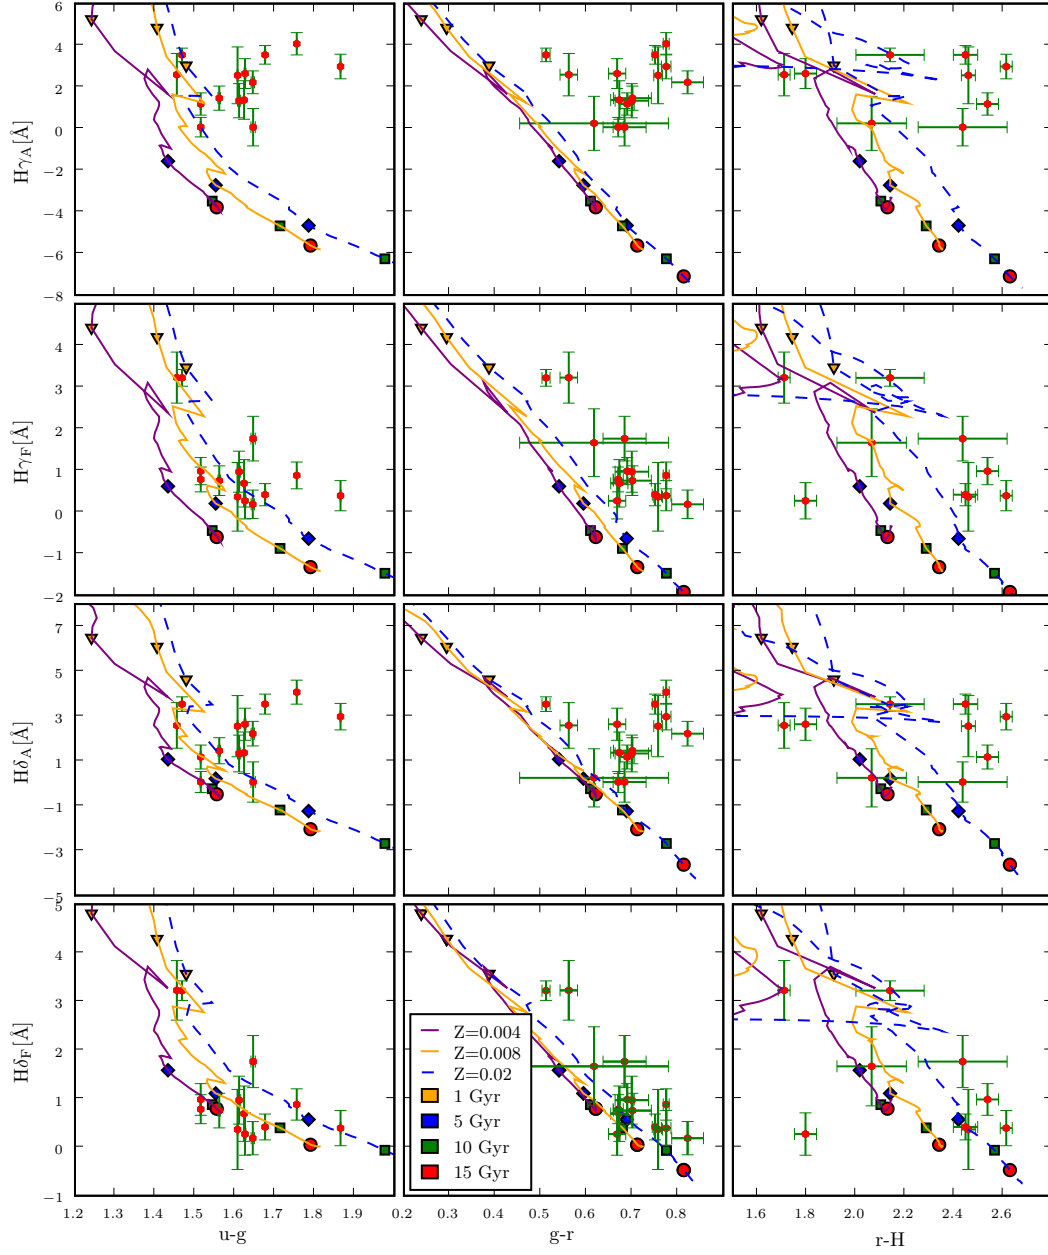 4
2
0
−2
−4
−6
−8
HγA[Å]
4
3
2
1
0
−1
−2
HγF[Å]
7
5
3
1
−1
−3
−5
HδA[Å]
5
4
3
2
1
0
−1
HδF[Å]
Z=0.004
Z=0.008
Z=0.02
1 Gyr
5 Gyr
10 Gyr
15 Gyr
1.2 1.3 1.4 1.5 1.6 1.7 1.8 1.9
0.2 0.3 0.4 0.5 0.6 0.7 0.8
1.6 1.8 2.0 2.2 2.4 2.6
u-g
g-r
r-H